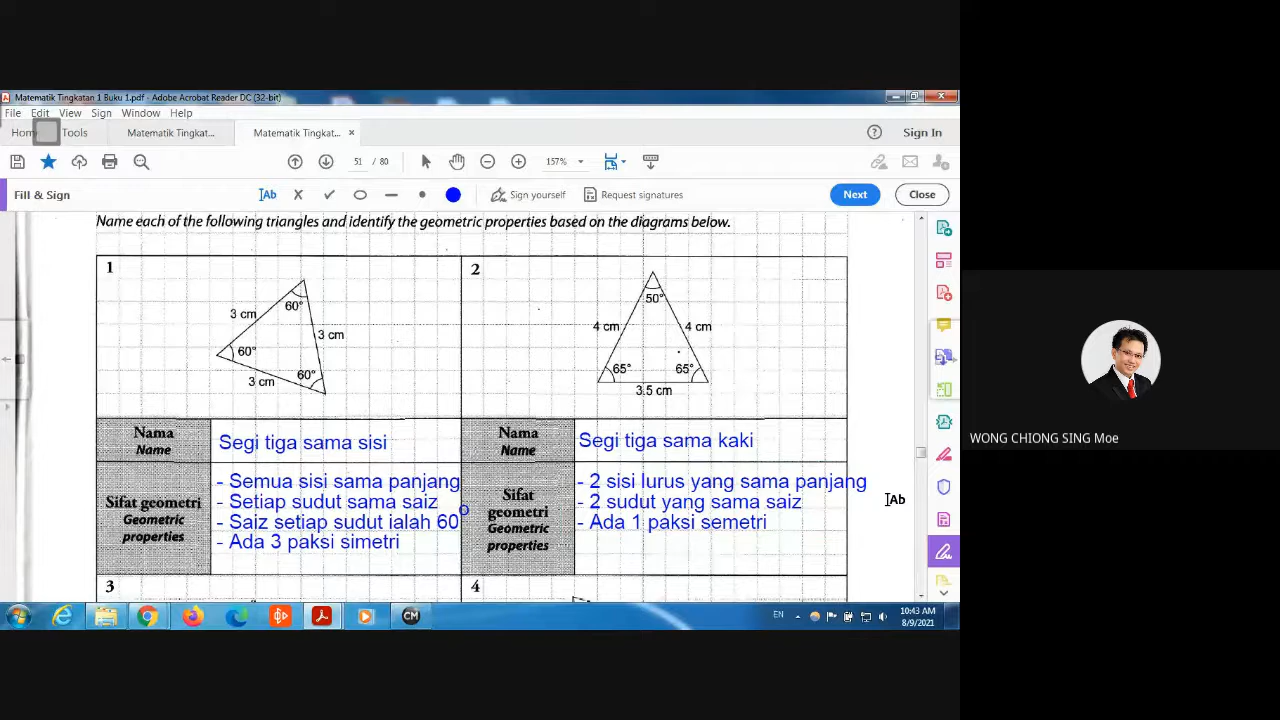 Matematik Tingkatan 1 Buku 1.pdf - Adobe Acrobat Reader DC (32-bit)
File Edit View Sign Window Help
Hom Tools Matematik Tingkat... Matematik Tingkat... × Sign In
51 / 80 157%
Fill & Sign Ab Sign yourself Request signatures Next Close
Name each of the following triangles and identify the geometric properties based on the diagrams below.
1
60°
3 cm
3 cm
60°
60°
3 cm
2
50°
4 cm 4 cm
65° 65°
3.5 cm
Nama
Name
Segi tiga sama sisi
Nama
Name
Segi tiga sama kaki
Sifat geometri
Geometric
properties
- Semua sisi sama panjang
- Setiap sudut sama saiz
- Saiz setiap sudut ialah 60°
- Ada 3 paksi simetri
Sifat
geometri
Geometric
properties
- 2 sisi lurus yang sama panjang
- 2 sudut yang sama saiz
- Ada 1 paksi semetri
Ab
3 4
CM
EN
10:43 AM
8/9/2021
WONG CHIONG SING Moe